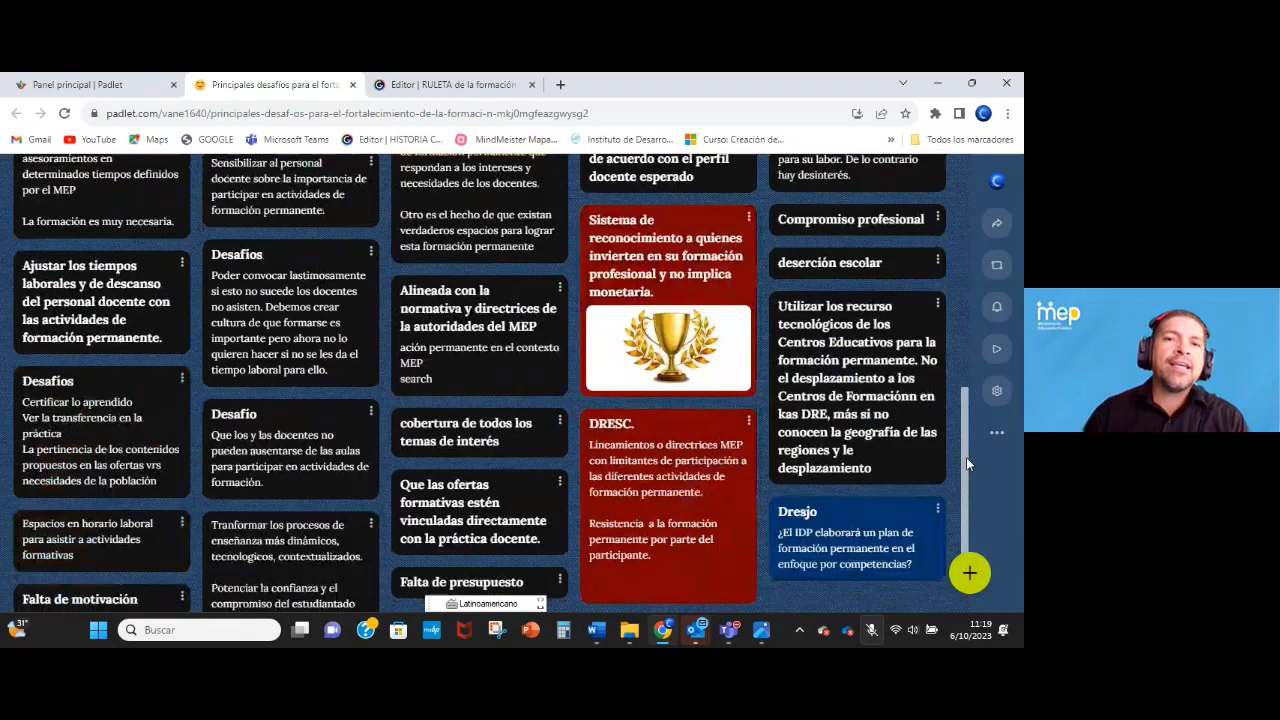 Panel principal | Padlet
Principales desafíos para el forta
Editor | RULETA de la formación
padlet.com/vane1640/principales-desaf-os-para-el-fortalecimiento-de-la-formaci-n-mkj0mgfeazgwysg2
Gmail
YouTube
Maps
GOOGLE
Microsoft Teams
Editor | HISTORIA C...
MindMeister Mapa...
Instituto de Desarro...
Curso: Creación de...
»
Todos los marcadores
asesoramientos en
determinados tiempos definidos
por el MEP
La formación es muy necesaria.
Ajustar los tiempos
laborales y de descanso
del personal docente con
las actividades de
formación permanente.
Desafíos
Certificar lo aprendido
Ver la transferencia en la
práctica
La pertinencia de los contenidos
propuestos en las ofertas vrs
necesidades de la población
Espacios en horario laboral
para asistir a actividades
formativas
Falta de motivación
Sensibilizar al personal
docente sobre la importancia de
participar en actividades de
formación permanente.
Desafíos
Poder convocar lastimosamente
si esto no sucede los docentes
no asisten. Debemos crear
cultura de que formarse es
importante pero ahora no lo
quieren hacer si no se les da el
tiempo laboral para ello.
Desafío
Que los y las docentes no
pueden ausentarse de las aulas
para participar en actividades de
formación.
Tranformar los procesos de
enseñanza más dinámicos,
tecnologicos, contextualizados.
Potenciar la confianza y el
compromiso del estudiantado
de formación permanente que
respondan a los intereses y
necesidades de los docentes.
Otro es el hecho de que existan
verdaderos espacios para lograr
esta formación permanente
Alineada con la
normativa y directrices de
la autoridades del MEP
ación permanente en el contexto
MEP
search
cobertura de todos los
temas de interés
Que las ofertas
formativas estén
vinculadas directamente
con la práctica docente.
Falta de presupuesto
Latinoamericano
de acuerdo con el perfil
docente esperado
Sistema de
reconocimiento a quienes
invierten en su formación
profesional y no implica
monetaria.
DRESC.
Lineamientos o directrices MEP
con limitantes de participación a
las diferentes actividades de
formación permanente.
Resistencia a la formación
permanente por parte del
participante.
para su labor. De lo contrario
hay desinterés.
Compromiso profesional
deserción escolar
Utilizar los recurso
tecnológicos de los
Centros Educativos para la
formación permanente. No
el desplazamiento a los
Centros de Formaciónn en
kas DRE, más si no
conocen la geografía de las
regiones y le
desplazamiento
Dresjo
¿El IDP elaborará un plan de
formación permanente en el
enfoque por competencias?
mep
31°
Buscar
11:19
6/10/2023